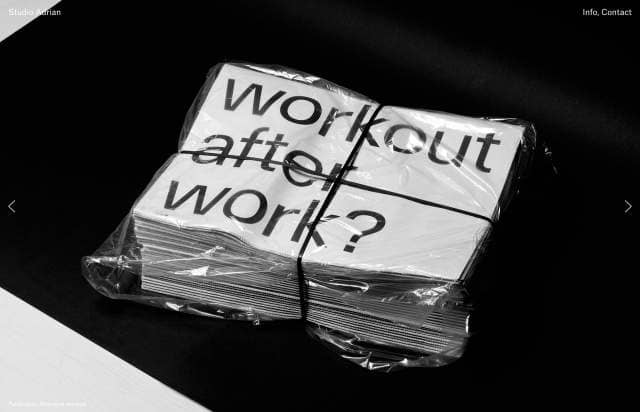 Studio Adrian
Info, Contact
workout
after
work?